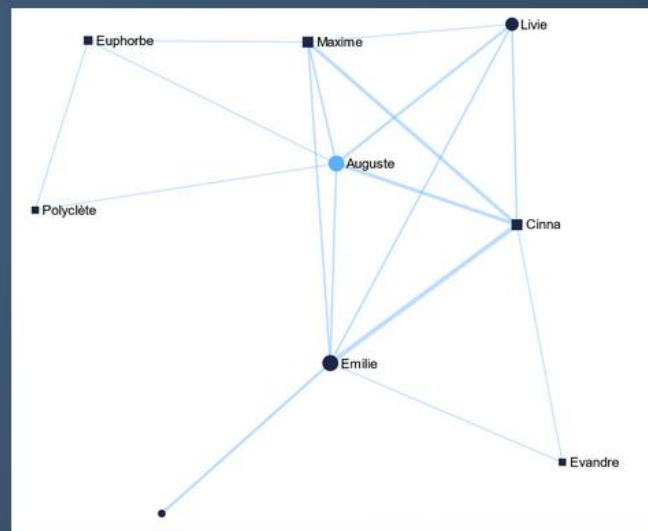 Livie
Euphorbe
Maxime
Auguste
Polyclète
Cinna
Emilie
Evandre